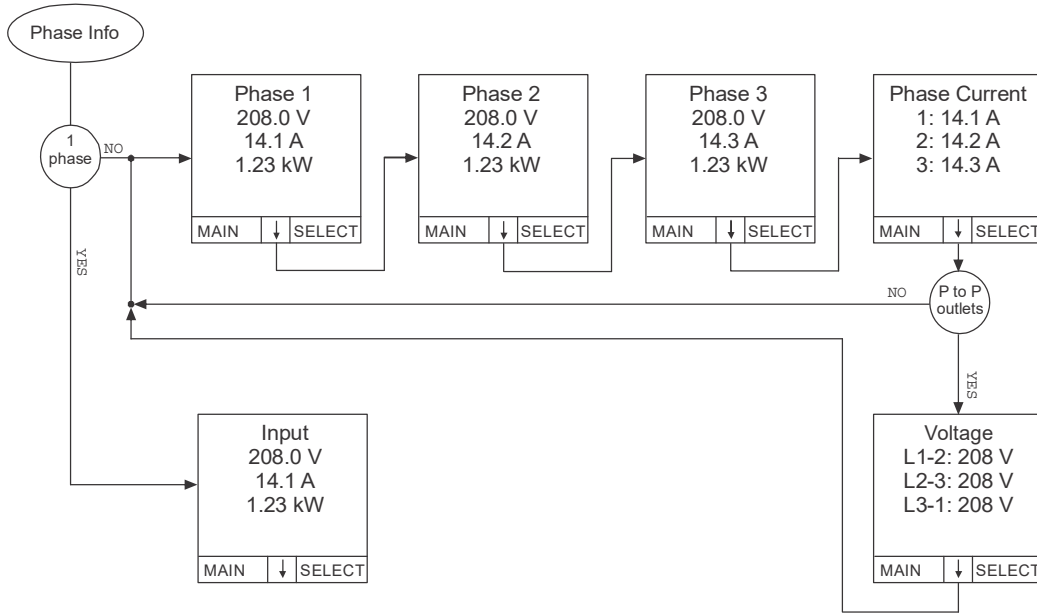 Phase Info
1
phase
NO
YES
Phase 1
208.0 V
14.1 A
1.23 kW
MAIN ↓ SELECT
Phase 2
208.0 V
14.2 A
1.23 kW
MAIN ↓ SELECT
Phase 3
208.0 V
14.3 A
1.23 kW
MAIN ↓ SELECT
Phase Current
1: 14.1 A
2: 14.2 A
3: 14.3 A
MAIN ↓ SELECT
P to P
outlets
NO
YES
Input
208.0 V
14.1 A
1.23 kW
MAIN ↓ SELECT
Voltage
L1-2: 208 V
L2-3: 208 V
L3-1: 208 V
MAIN ↓ SELECT